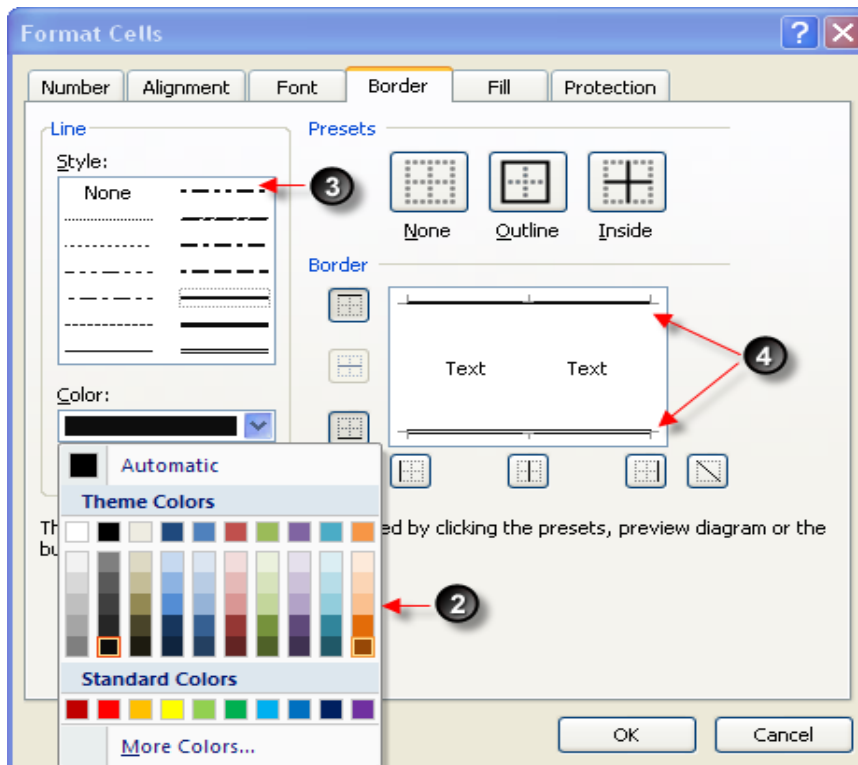 Format Cells
Number Alignment Font Border Fill Protection
Line
Style:
None
3
Color:
Automatic
Theme Colors
2
Standard Colors
More Colors...
Presets
None Outline Inside
Border
Text Text
4
Th
bu
ed by clicking the presets, preview diagram or the
OK Cancel